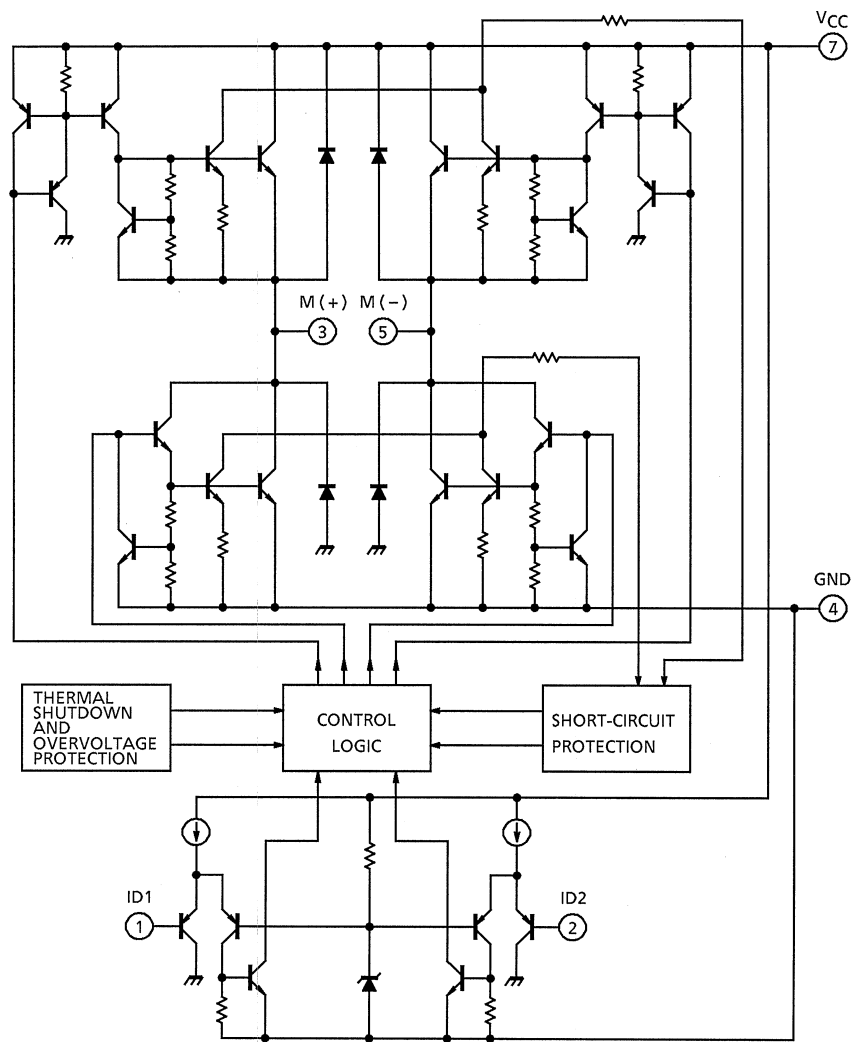 VCC
7
M(+) M(−)
3 5
GND
4
THERMAL
SHUTDOWN
AND
OVERVOLTAGE
PROTECTION
CONTROL
LOGIC
SHORT-CIRCUIT
PROTECTION
ID1
1
ID2
2